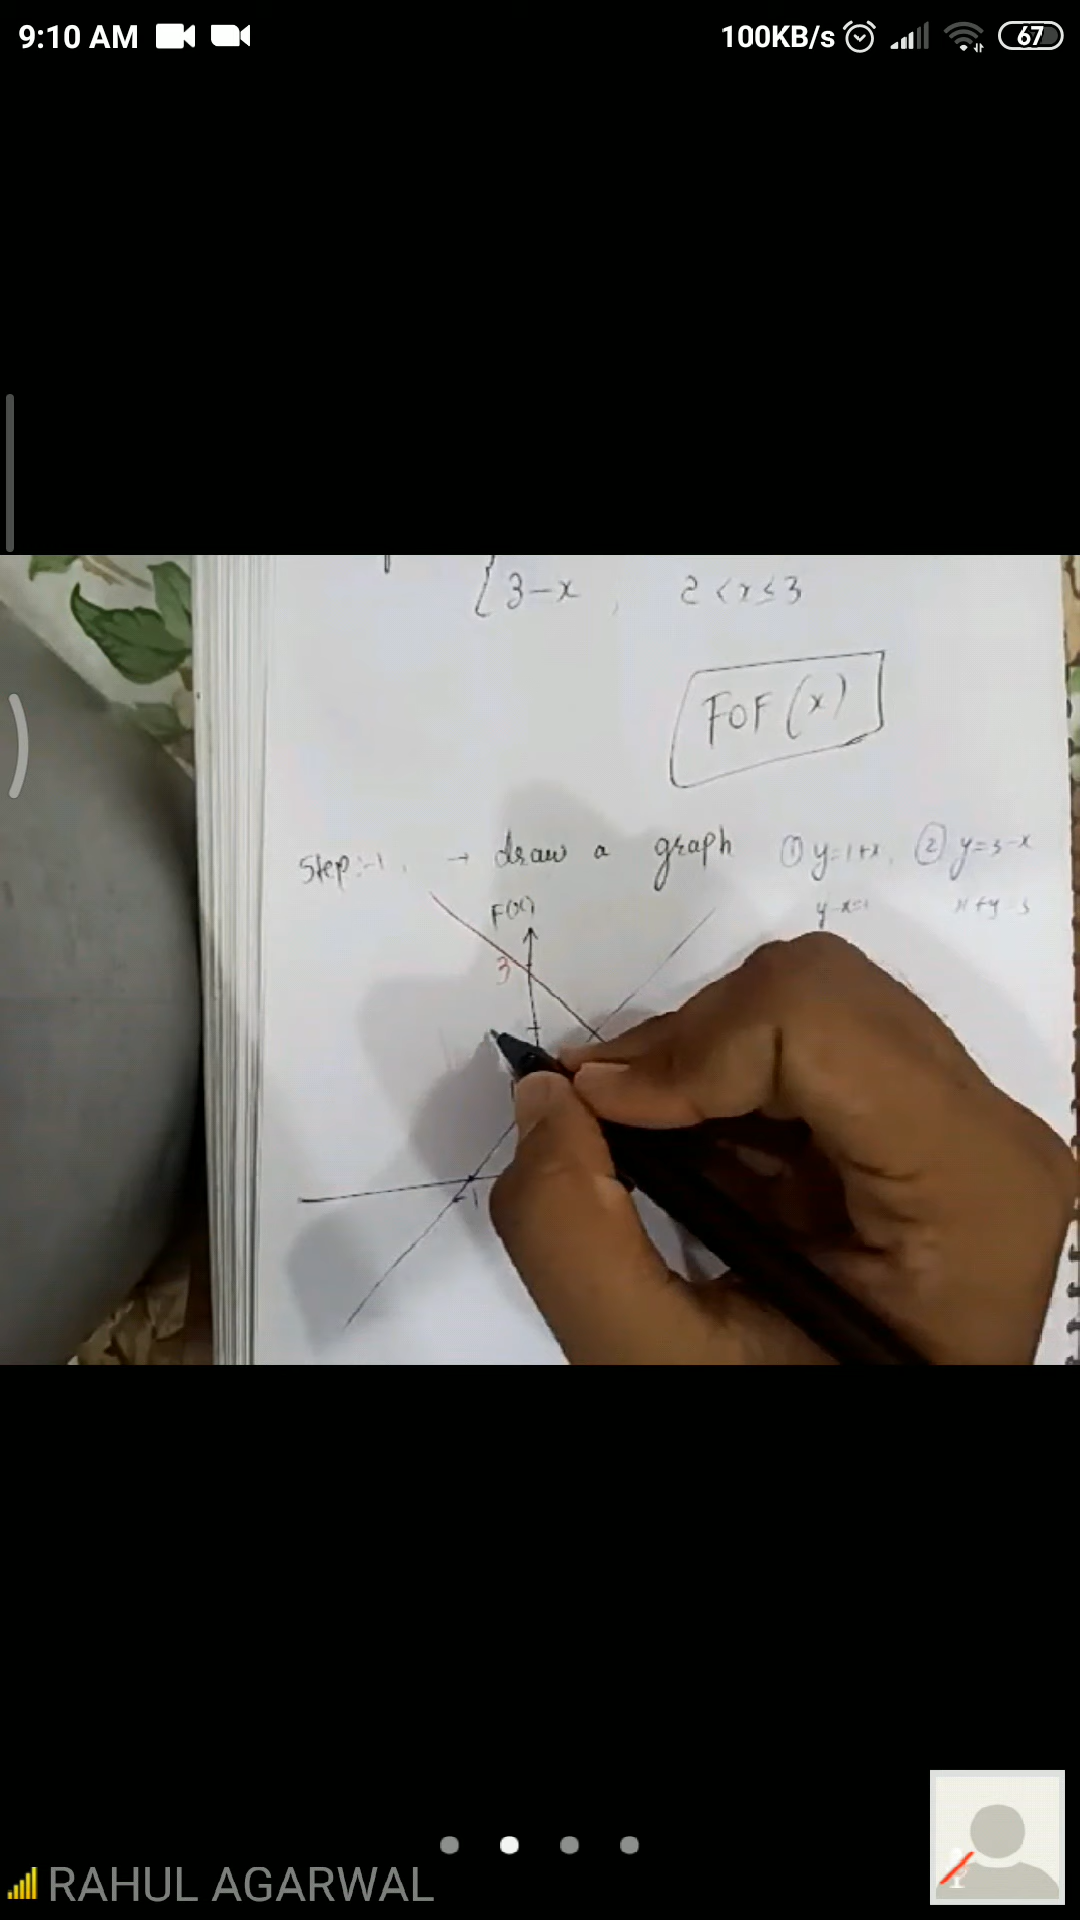 9:10 AM 100KB/s 67
3-x , 2 < x ≤ 3
FOF (x)
Step:-1, → draw a graph ① y=1+x, ② y=3-x
y-x=1 x+y=3
F(x)
3
-1
RAHUL AGARWAL